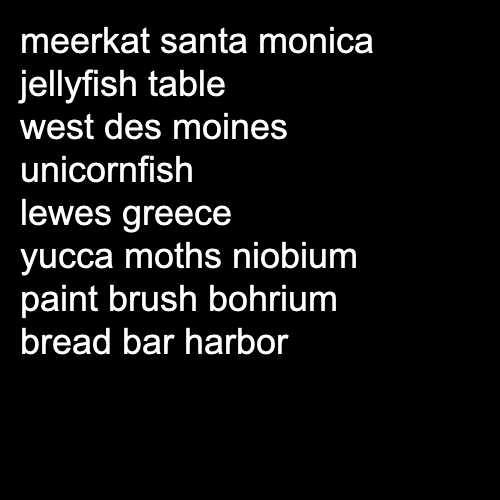 meerkat santa monica
jellyfish table
west des moines
unicornfish
lewes greece
yucca moths niobium
paint brush bohrium
bread bar harbor